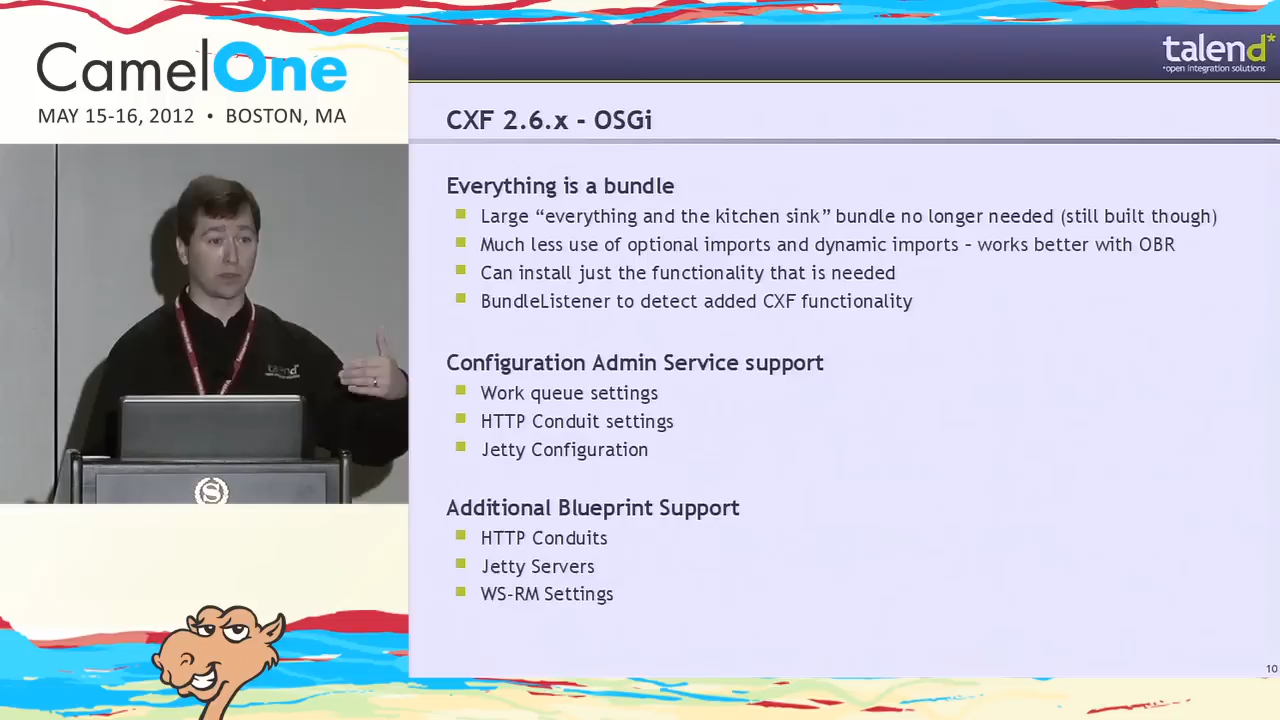 CamelOne
MAY 15-16, 2012 • BOSTON, MA
talend*
*open integration solutions
CXF 2.6.x - OSGi
Everything is a bundle
Large “everything and the kitchen sink” bundle no longer needed (still built though)
Much less use of optional imports and dynamic imports – works better with OBR
Can install just the functionality that is needed
BundleListener to detect added CXF functionality
Configuration Admin Service support
Work queue settings
HTTP Conduit settings
Jetty Configuration
Additional Blueprint Support
HTTP Conduits
Jetty Servers
WS-RM Settings
10
talend*
S